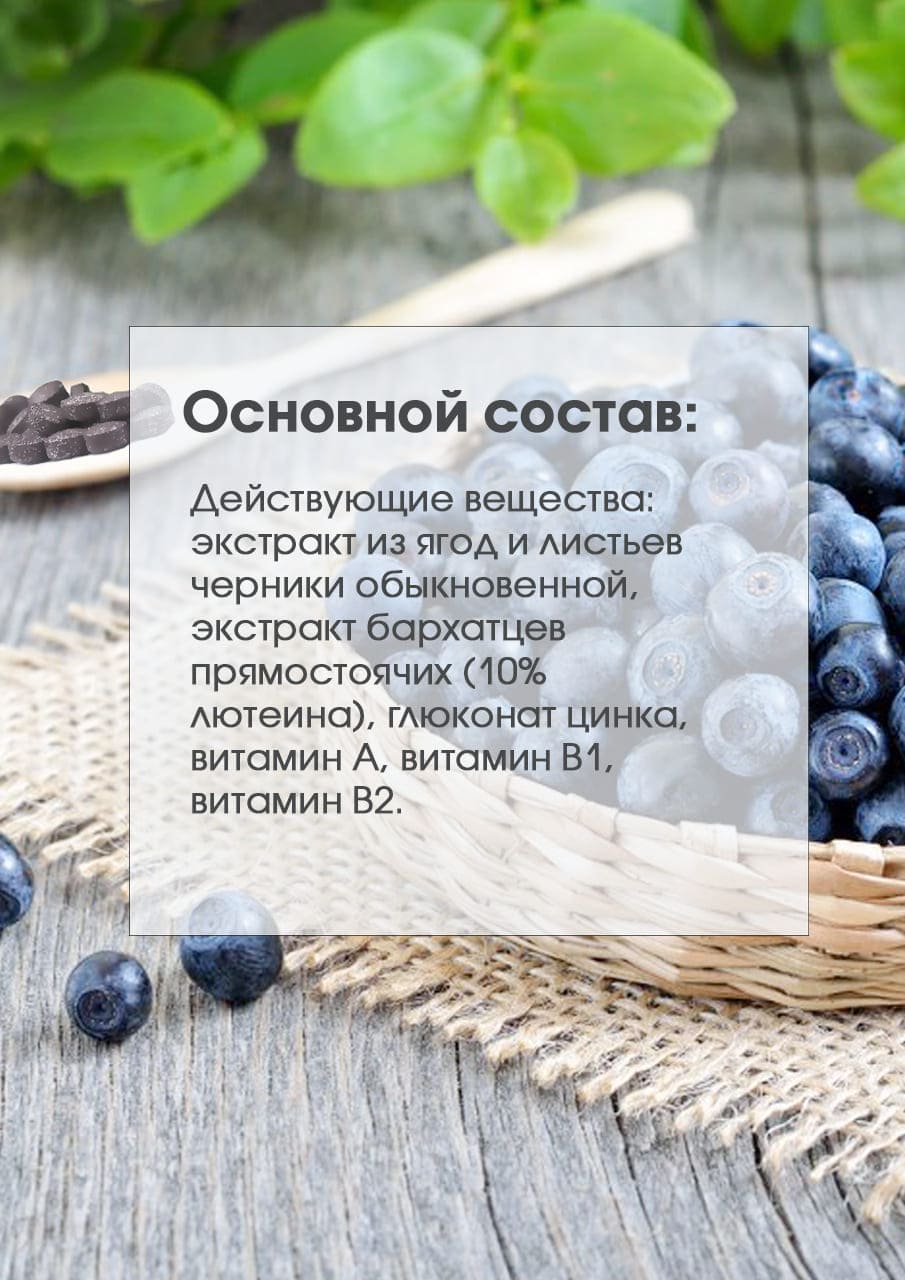 Основной состав:
Действующие вещества:
экстракт из ягод и листьев
черники обыкновенной,
экстракт бархатцев
прямостоячих (10%
лютеина), глюконат цинка,
витамин А, витамин В1,
витамин В2.